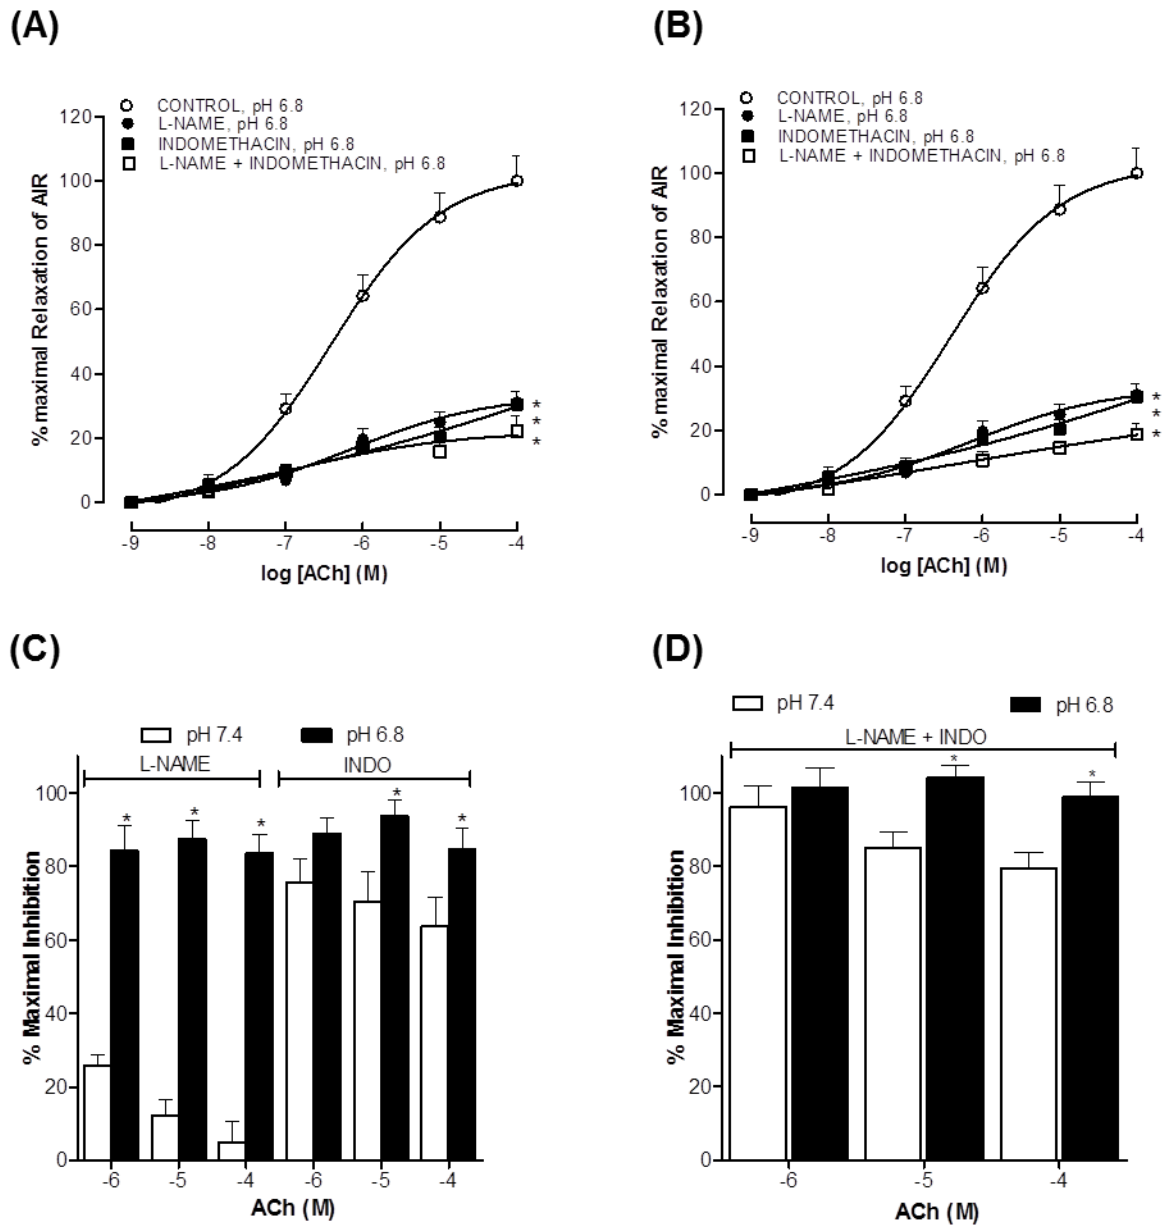 (A)
CONTROL, pH 6.8
L-NAME, pH 6.8
INDOMETHACIN, pH 6.8
L-NAME + INDOMETHACIN, pH 6.8
% maximal Relaxation of AIR
120
100
80
60
40
20
0
-9 -8 -7 -6 -5 -4
* 
*
*
log [ACh] (M)
(B)
CONTROL, pH 6.8
L-NAME, pH 6.8
INDOMETHACIN, pH 6.8
L-NAME + INDOMETHACIN, pH 6.8
% maximal Relaxation of AIR
120
100
80
60
40
20
0
-9 -8 -7 -6 -5 -4
*
*
*
log [ACh] (M)
(C)
pH 7.4 pH 6.8
L-NAME INDO
% Maximal Inhibition
100
80
60
40
20
0
* * * * *
-6 -5 -4 -6 -5 -4
ACh (M)
(D)
pH 7.4 pH 6.8
L-NAME + INDO
% Maximal Inhibition
100
80
60
40
20
0
* *
-6 -5 -4
ACh (M)